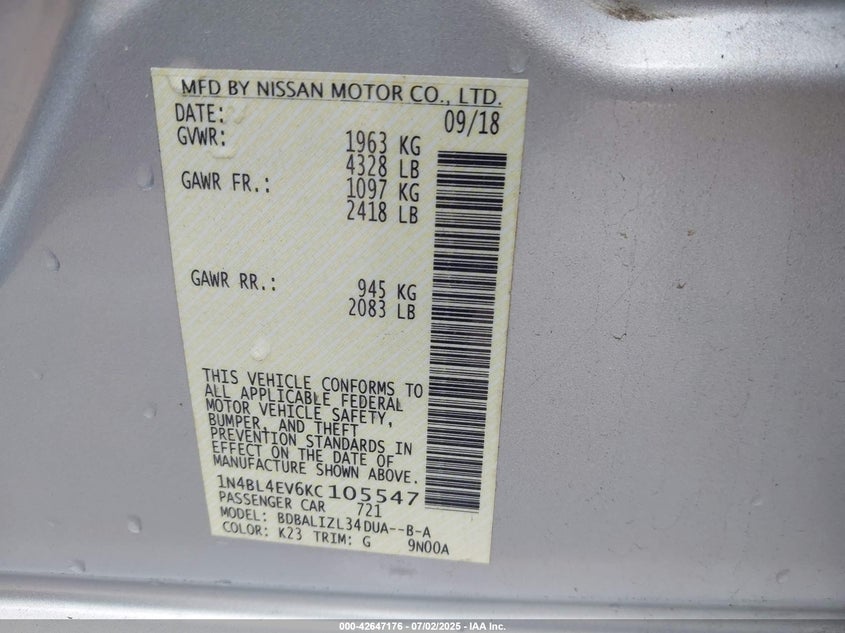 MFD BY NISSAN MOTOR CO., LTD.
DATE: 09/18
GVWR: 1963 KG
4328 LB
GAWR FR.: 1097 KG
2418 LB
GAWR RR.: 945 KG
2083 LB
THIS VEHICLE CONFORMS TO
ALL APPLICABLE FEDERAL
MOTOR VEHICLE SAFETY,
BUMPER, AND THEFT
PREVENTION STANDARDS IN
EFFECT ON THE DATE OF
MANUFACTURE SHOWN ABOVE.
1N4BL4EV6KC105547
PASSENGER CAR 721
MODEL: BDBALIZL34DUA--B-A
COLOR: K23 TRIM: G 9N00A
000-42647176 - 07/02/2025 - IAA Inc.